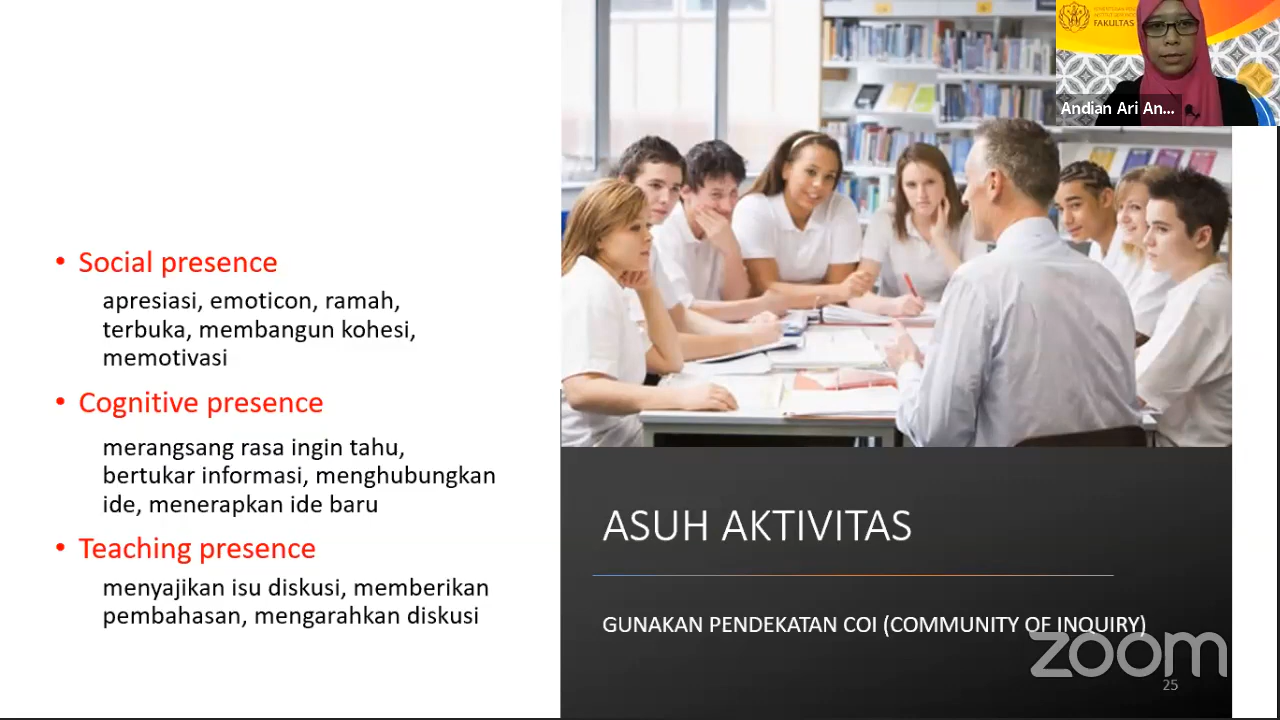 • Social presence
apresiasi, emoticon, ramah,
terbuka, membangun kohesi,
memotivasi
• Cognitive presence
merangsang rasa ingin tahu,
bertukar informasi, menghubungkan
ide, menerapkan ide baru
• Teaching presence
menyajikan isu diskusi, memberikan
pembahasan, mengarahkan diskusi
FAKULTAS
Andian Ari An...
ASUH AKTIVITAS
GUNAKAN PENDEKATAN COI (COMMUNITY OF INQUIRY)
zoom
25